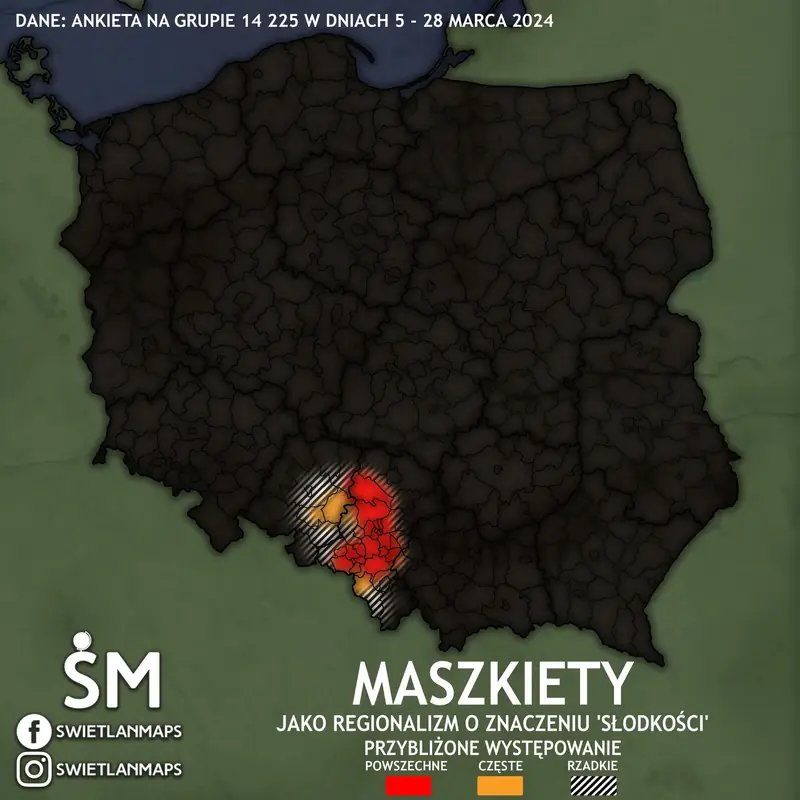 DANE: ANKIETA NA GRUPIE 14 225 W DNIACH 5 - 28 MARCA 2024
ŚM
SWIETLANMAPS
SWIETLANMAPS
MASZKIETY
JAKO REGIONALIZM O ZNACZENIU 'SŁODKOŚCI'
PRZYBLIŻONE WYSTĘPOWANIE
POWSZECHNE CZĘSTE RZADKIE